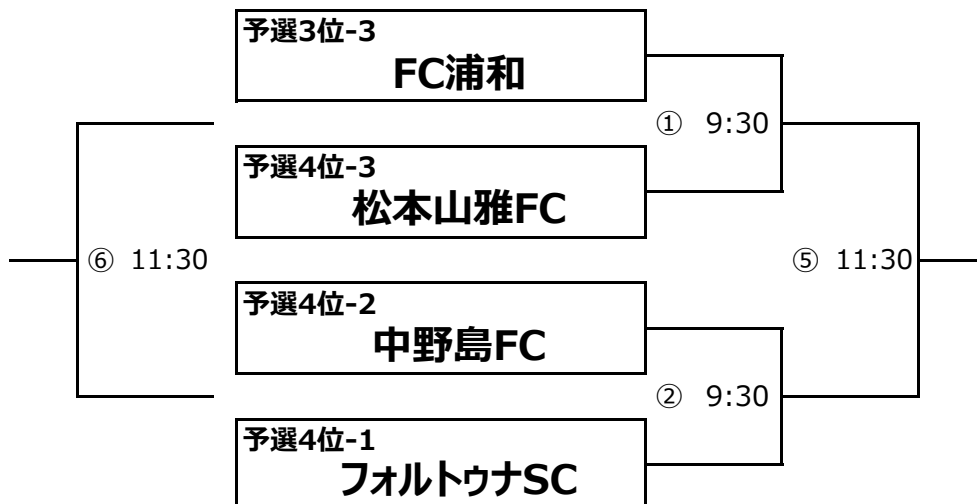 予選3位-3
FC浦和
① 9:30
予選4位-3
松本山雅FC
⑥ 11:30
⑤ 11:30
予選4位-2
中野島FC
② 9:30
予選4位-1
フォルトゥナSC